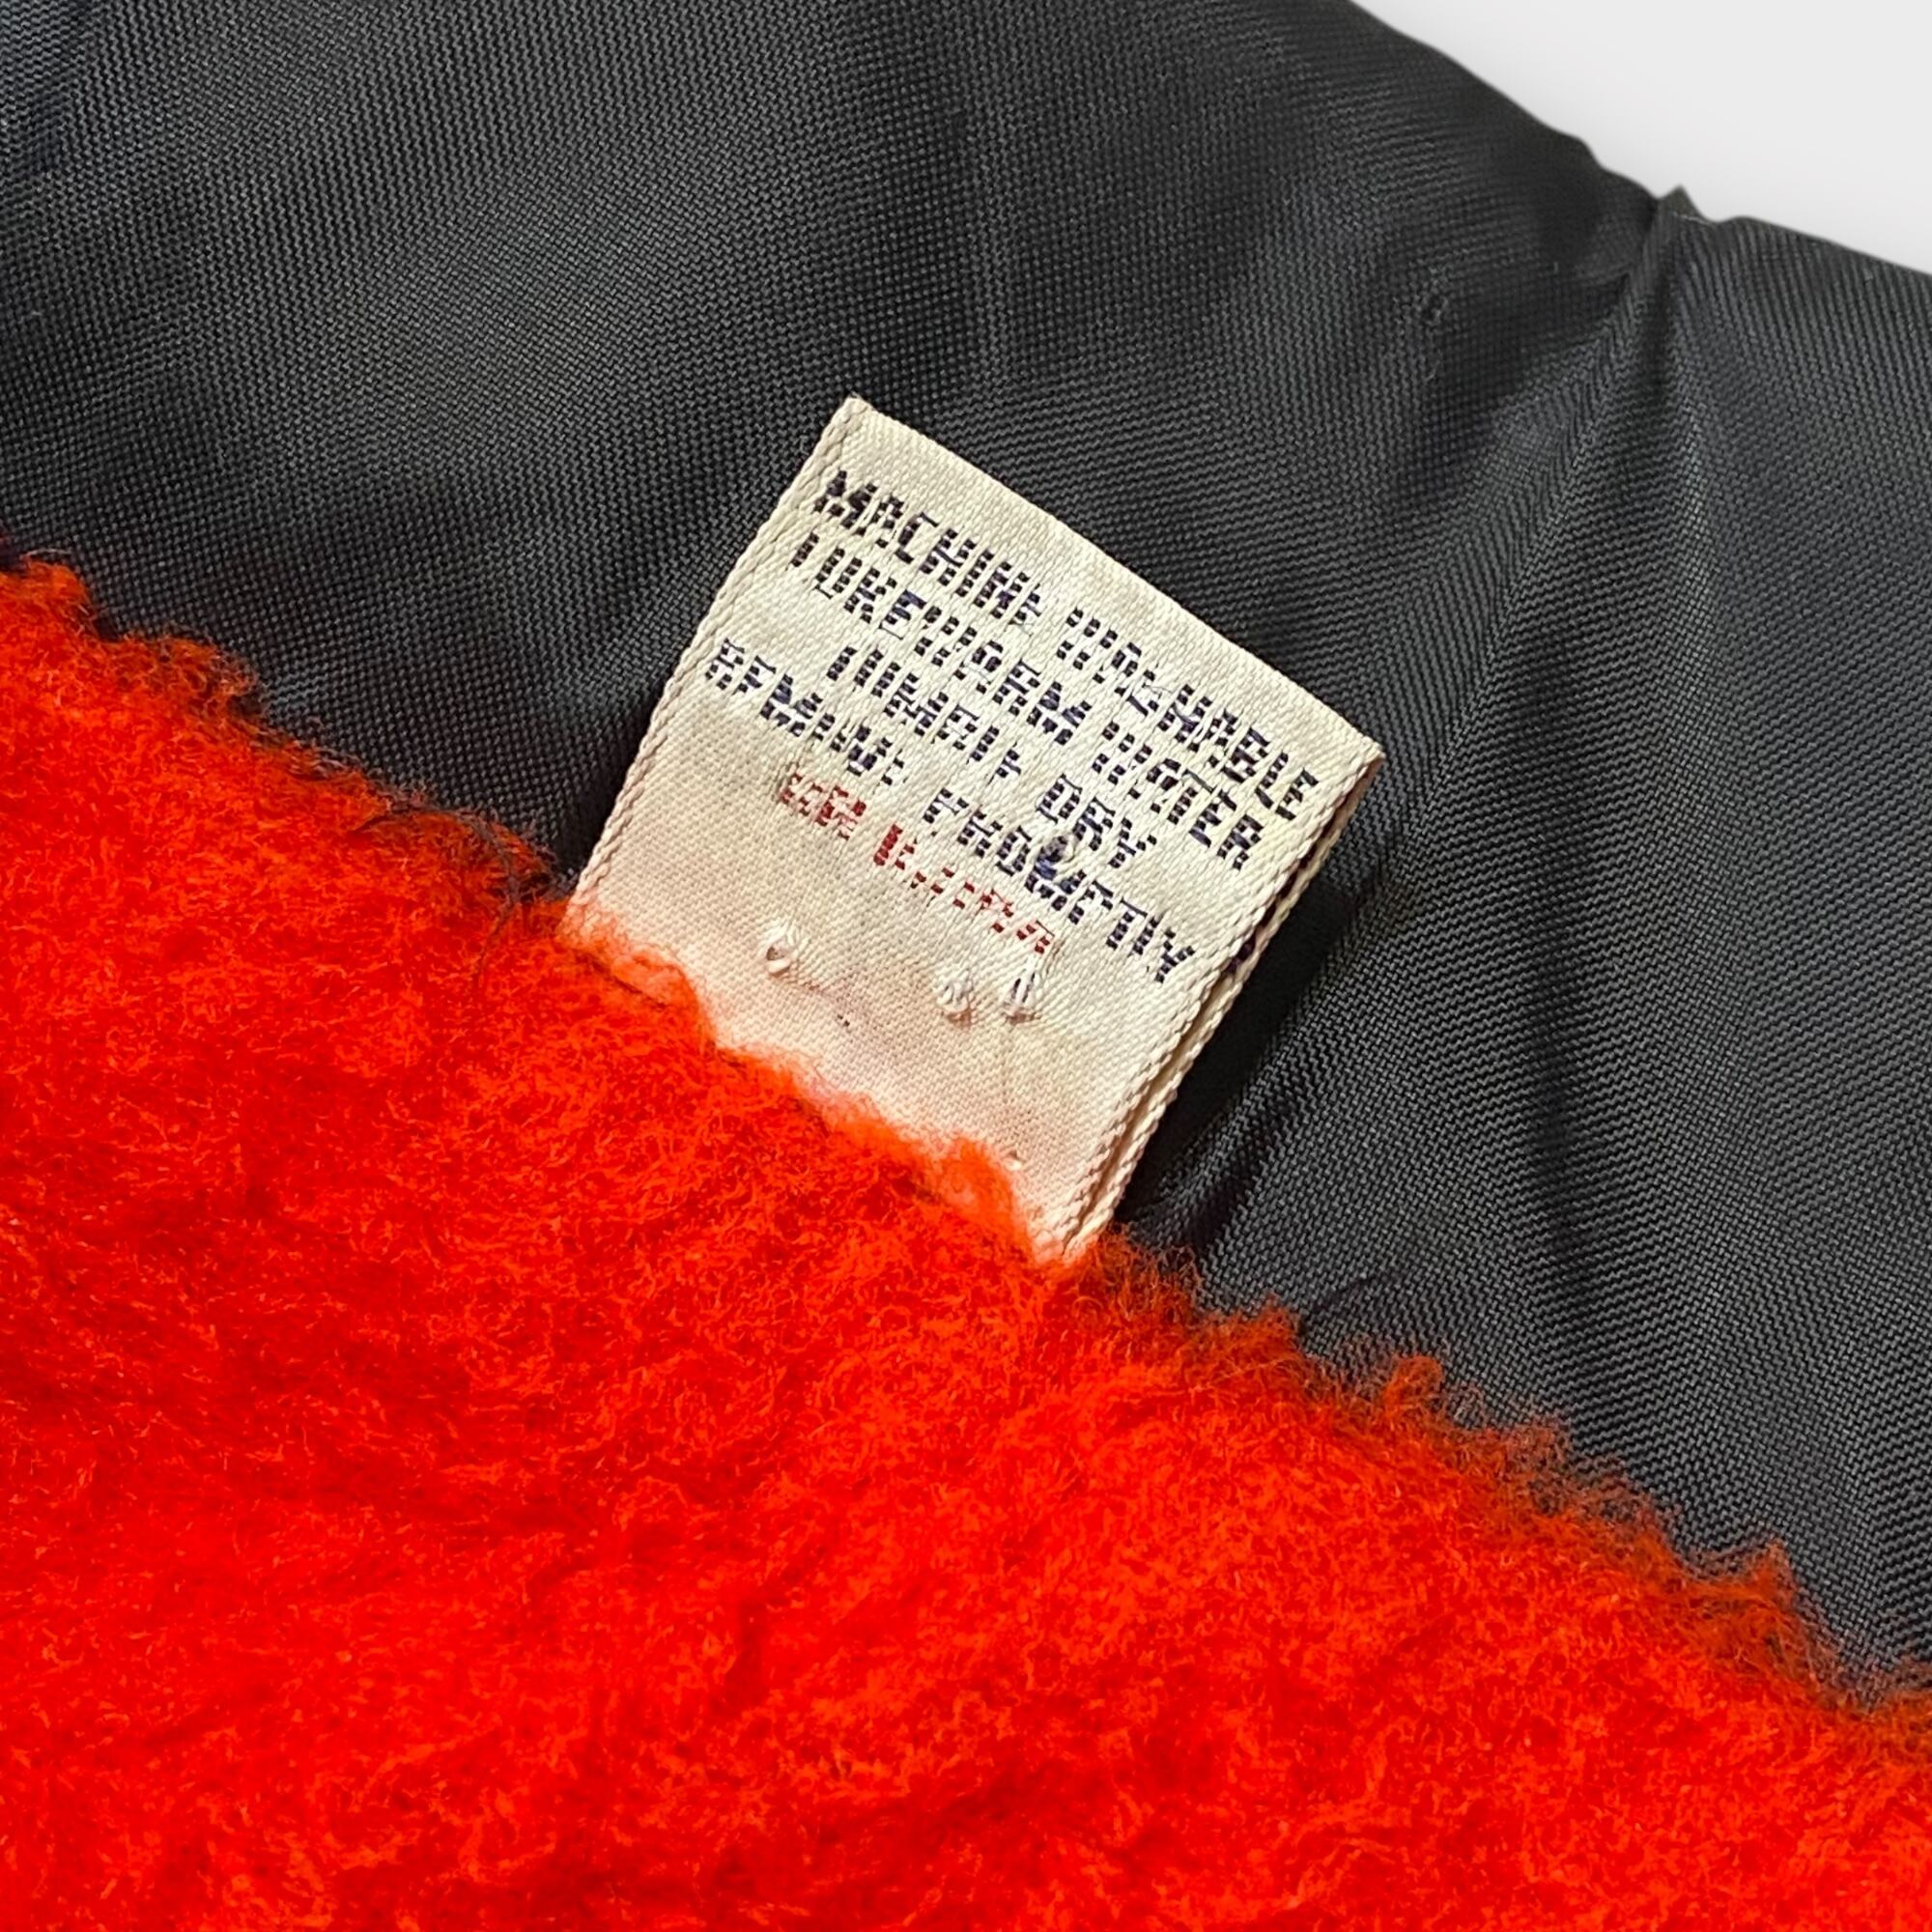 MACHINE WASHABLE
LUKEWARM WATER
TUMBLE DRY
REMOVE PROMPTLY